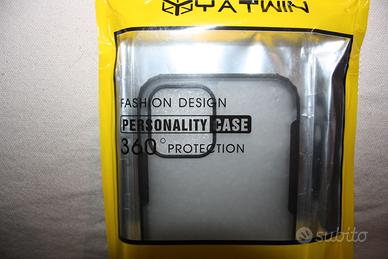 YATWIN
FASHION DESIGN
PERSONALITY CASE
360° PROTECTION
subito